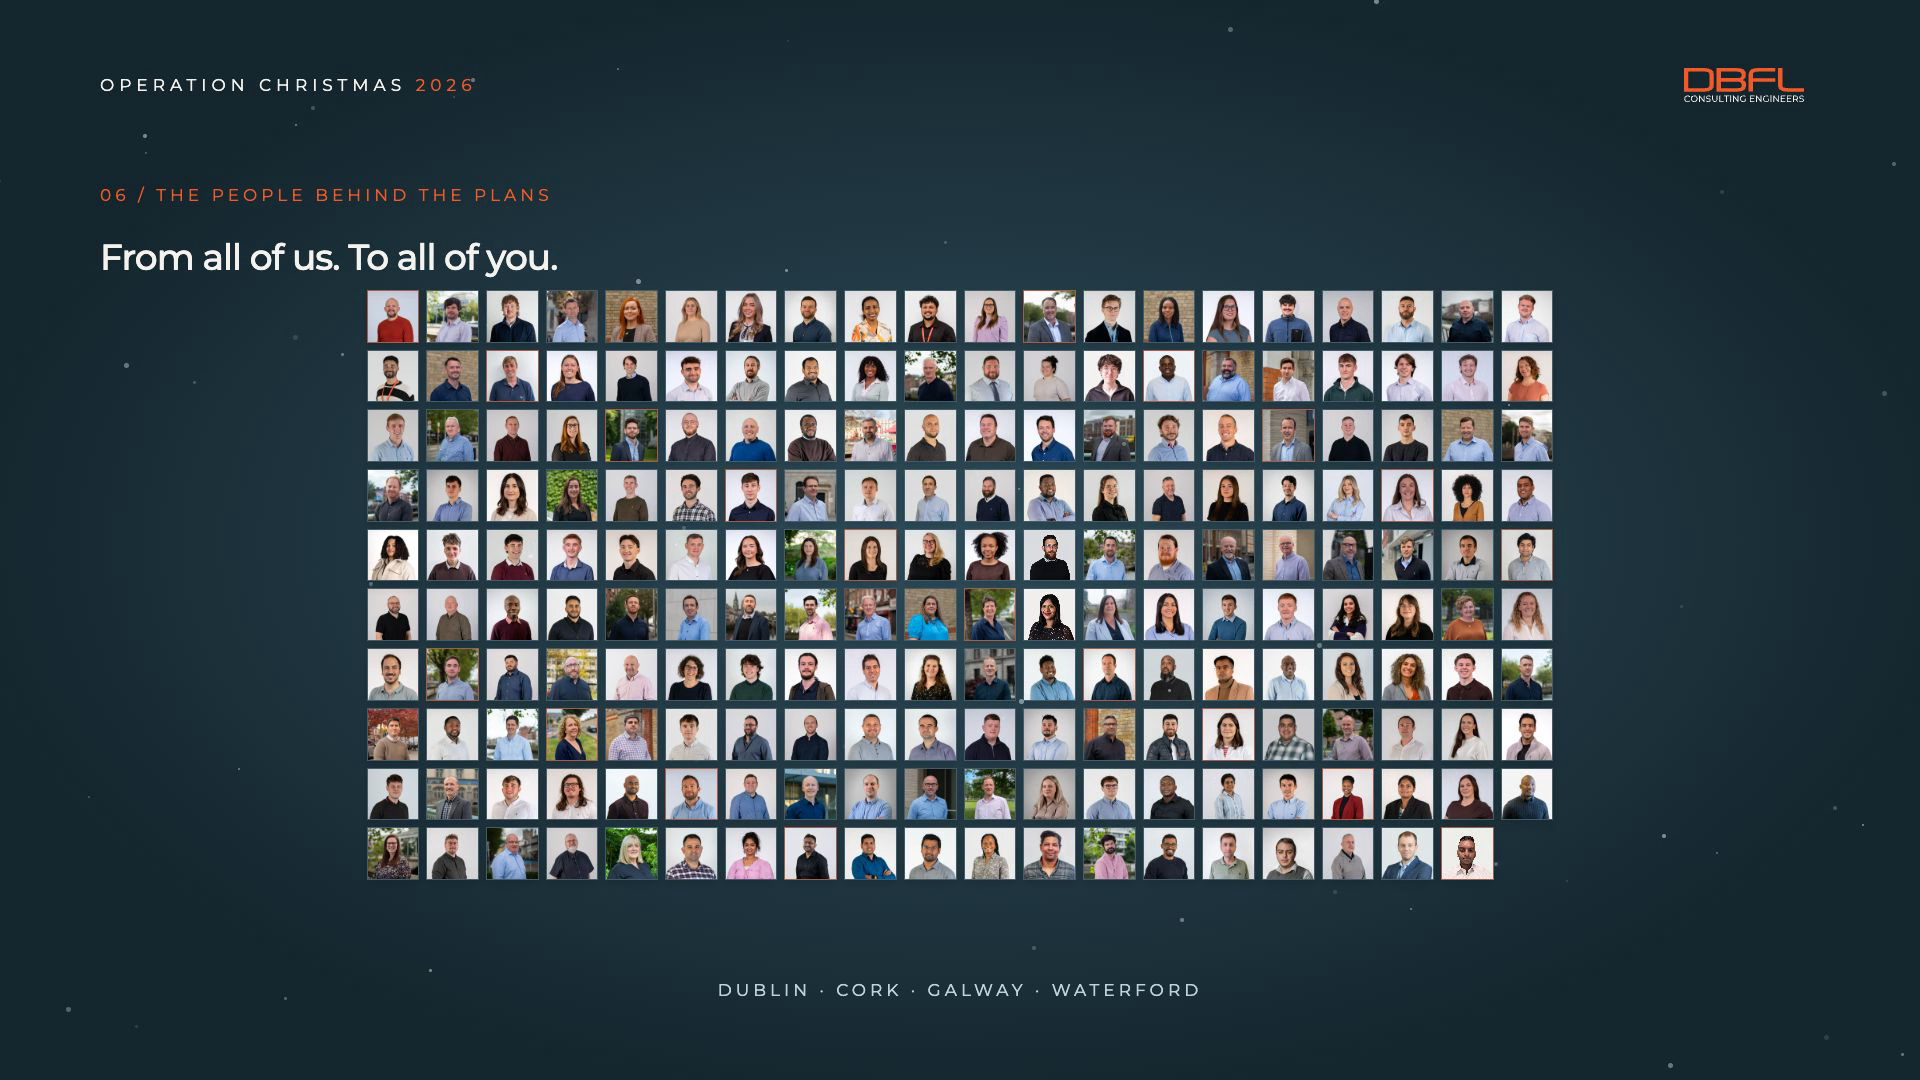 OPERATION CHRISTMAS 2026
DBFL
CONSULTING ENGINEERS
06 / THE PEOPLE BEHIND THE PLANS
From all of us. To all of you.
DUBLIN · CORK · GALWAY · WATERFORD